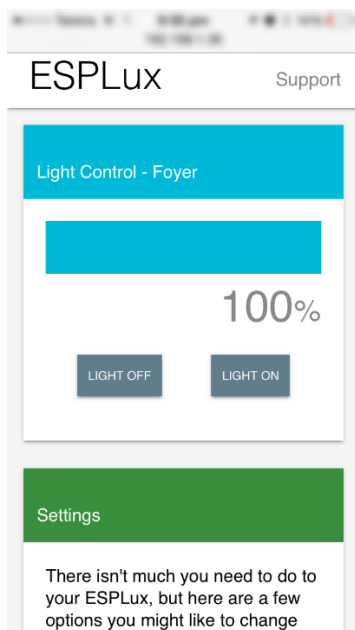 ESPLux
Support
Light Control - Foyer
100%
LIGHT OFF
LIGHT ON
Settings
There isn't much you need to do to
your ESPLux, but here are a few
options you might like to change